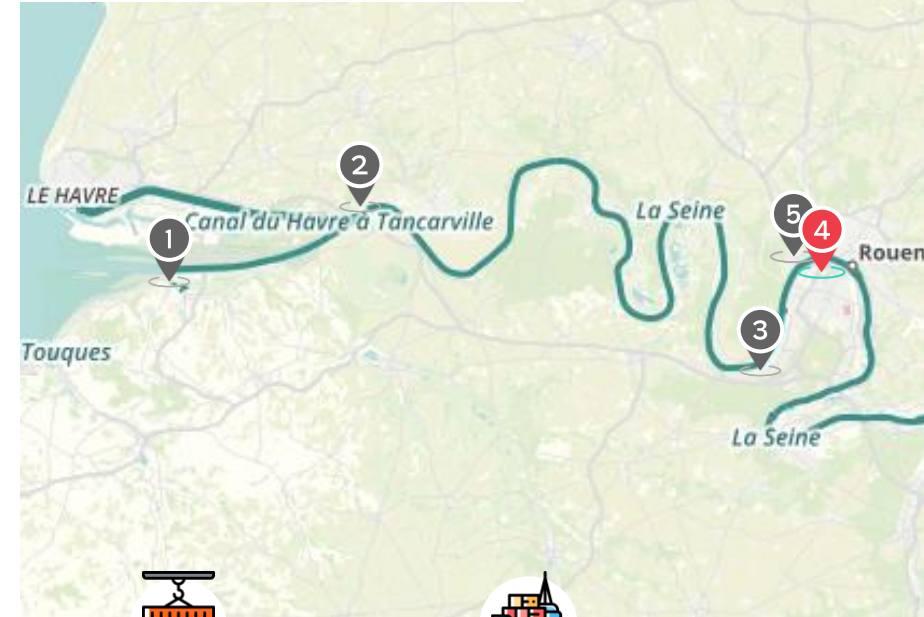 2
LE HAVRE
Canal du Havre à Tancarville
La Seine
5
4
1
Rouen
3
Touques
La Seine